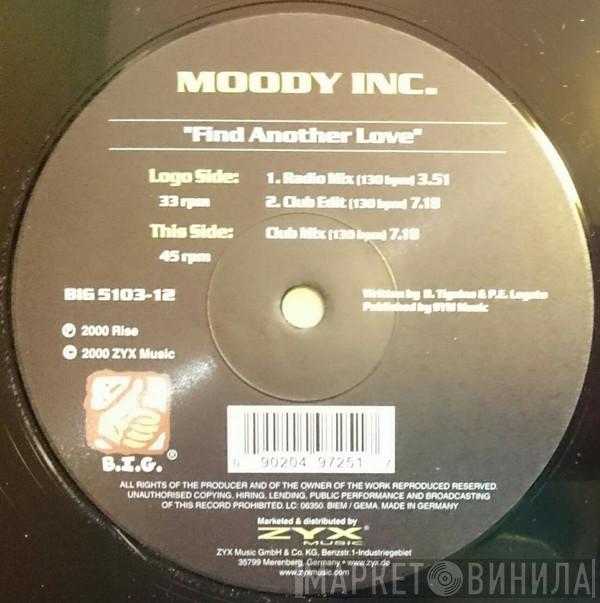 MOODY INC.
"Find Another Love"
Logo Side: 1. Radio Mix (130 bpm) 3.51
33 rpm 2. Club Edit (130 bpm) 7.18
This Side: Club Mix (130 bpm) 7.18
45 rpm
BIG 5103-12
Written by & P.E.
Published by Music
℗ 2000 Rise
© 2000 ZYX Music
B.I.G.®
0 90204 97251 7
ALL RIGHTS OF THE PRODUCER AND OF THE OWNER OF THE WORK REPRODUCED RESERVED.
UNAUTHORISED COPYING, HIRING, LENDING, PUBLIC PERFORMANCE AND BROADCASTING
OF THIS RECORD PROHIBITED. LC: 06350. BIEM / GEMA. MADE IN GERMANY
Marketed & distributed by
ZYX®
MUSIC
ZYX Music GmbH & Co. KG, Benzstr.1-Industriegebiet
35799 Merenberg, Germany • www.zyx.de
www.zyxmusic.com
МАРКЕТ ВИНИЛА